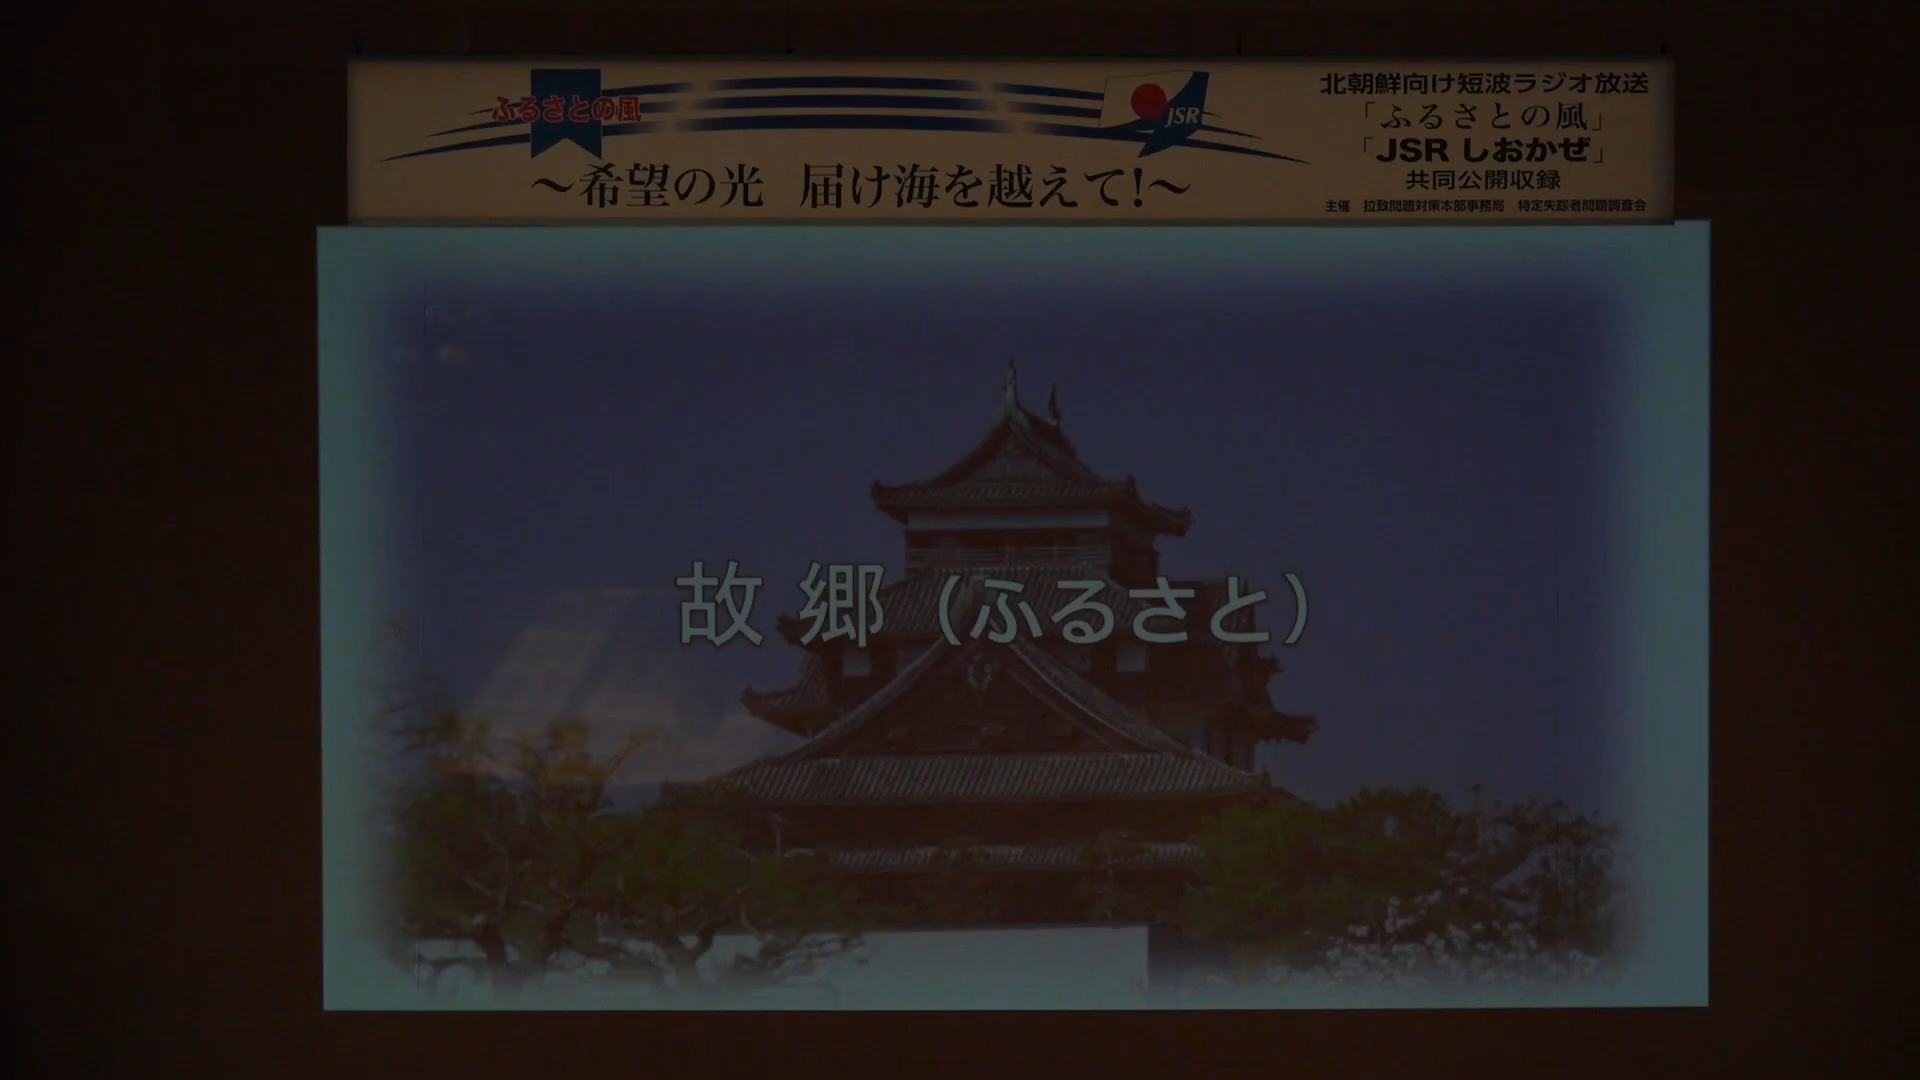 ふるさとの風
JSR
〜希望の光 届け海を越えて!〜
北朝鮮向け短波ラジオ放送
「ふるさとの風」
「JSR しおかぜ」
共同公開収録
主催 拉致問題対策本部事務局 特定失踪者問題調査会
故郷（ふるさと）